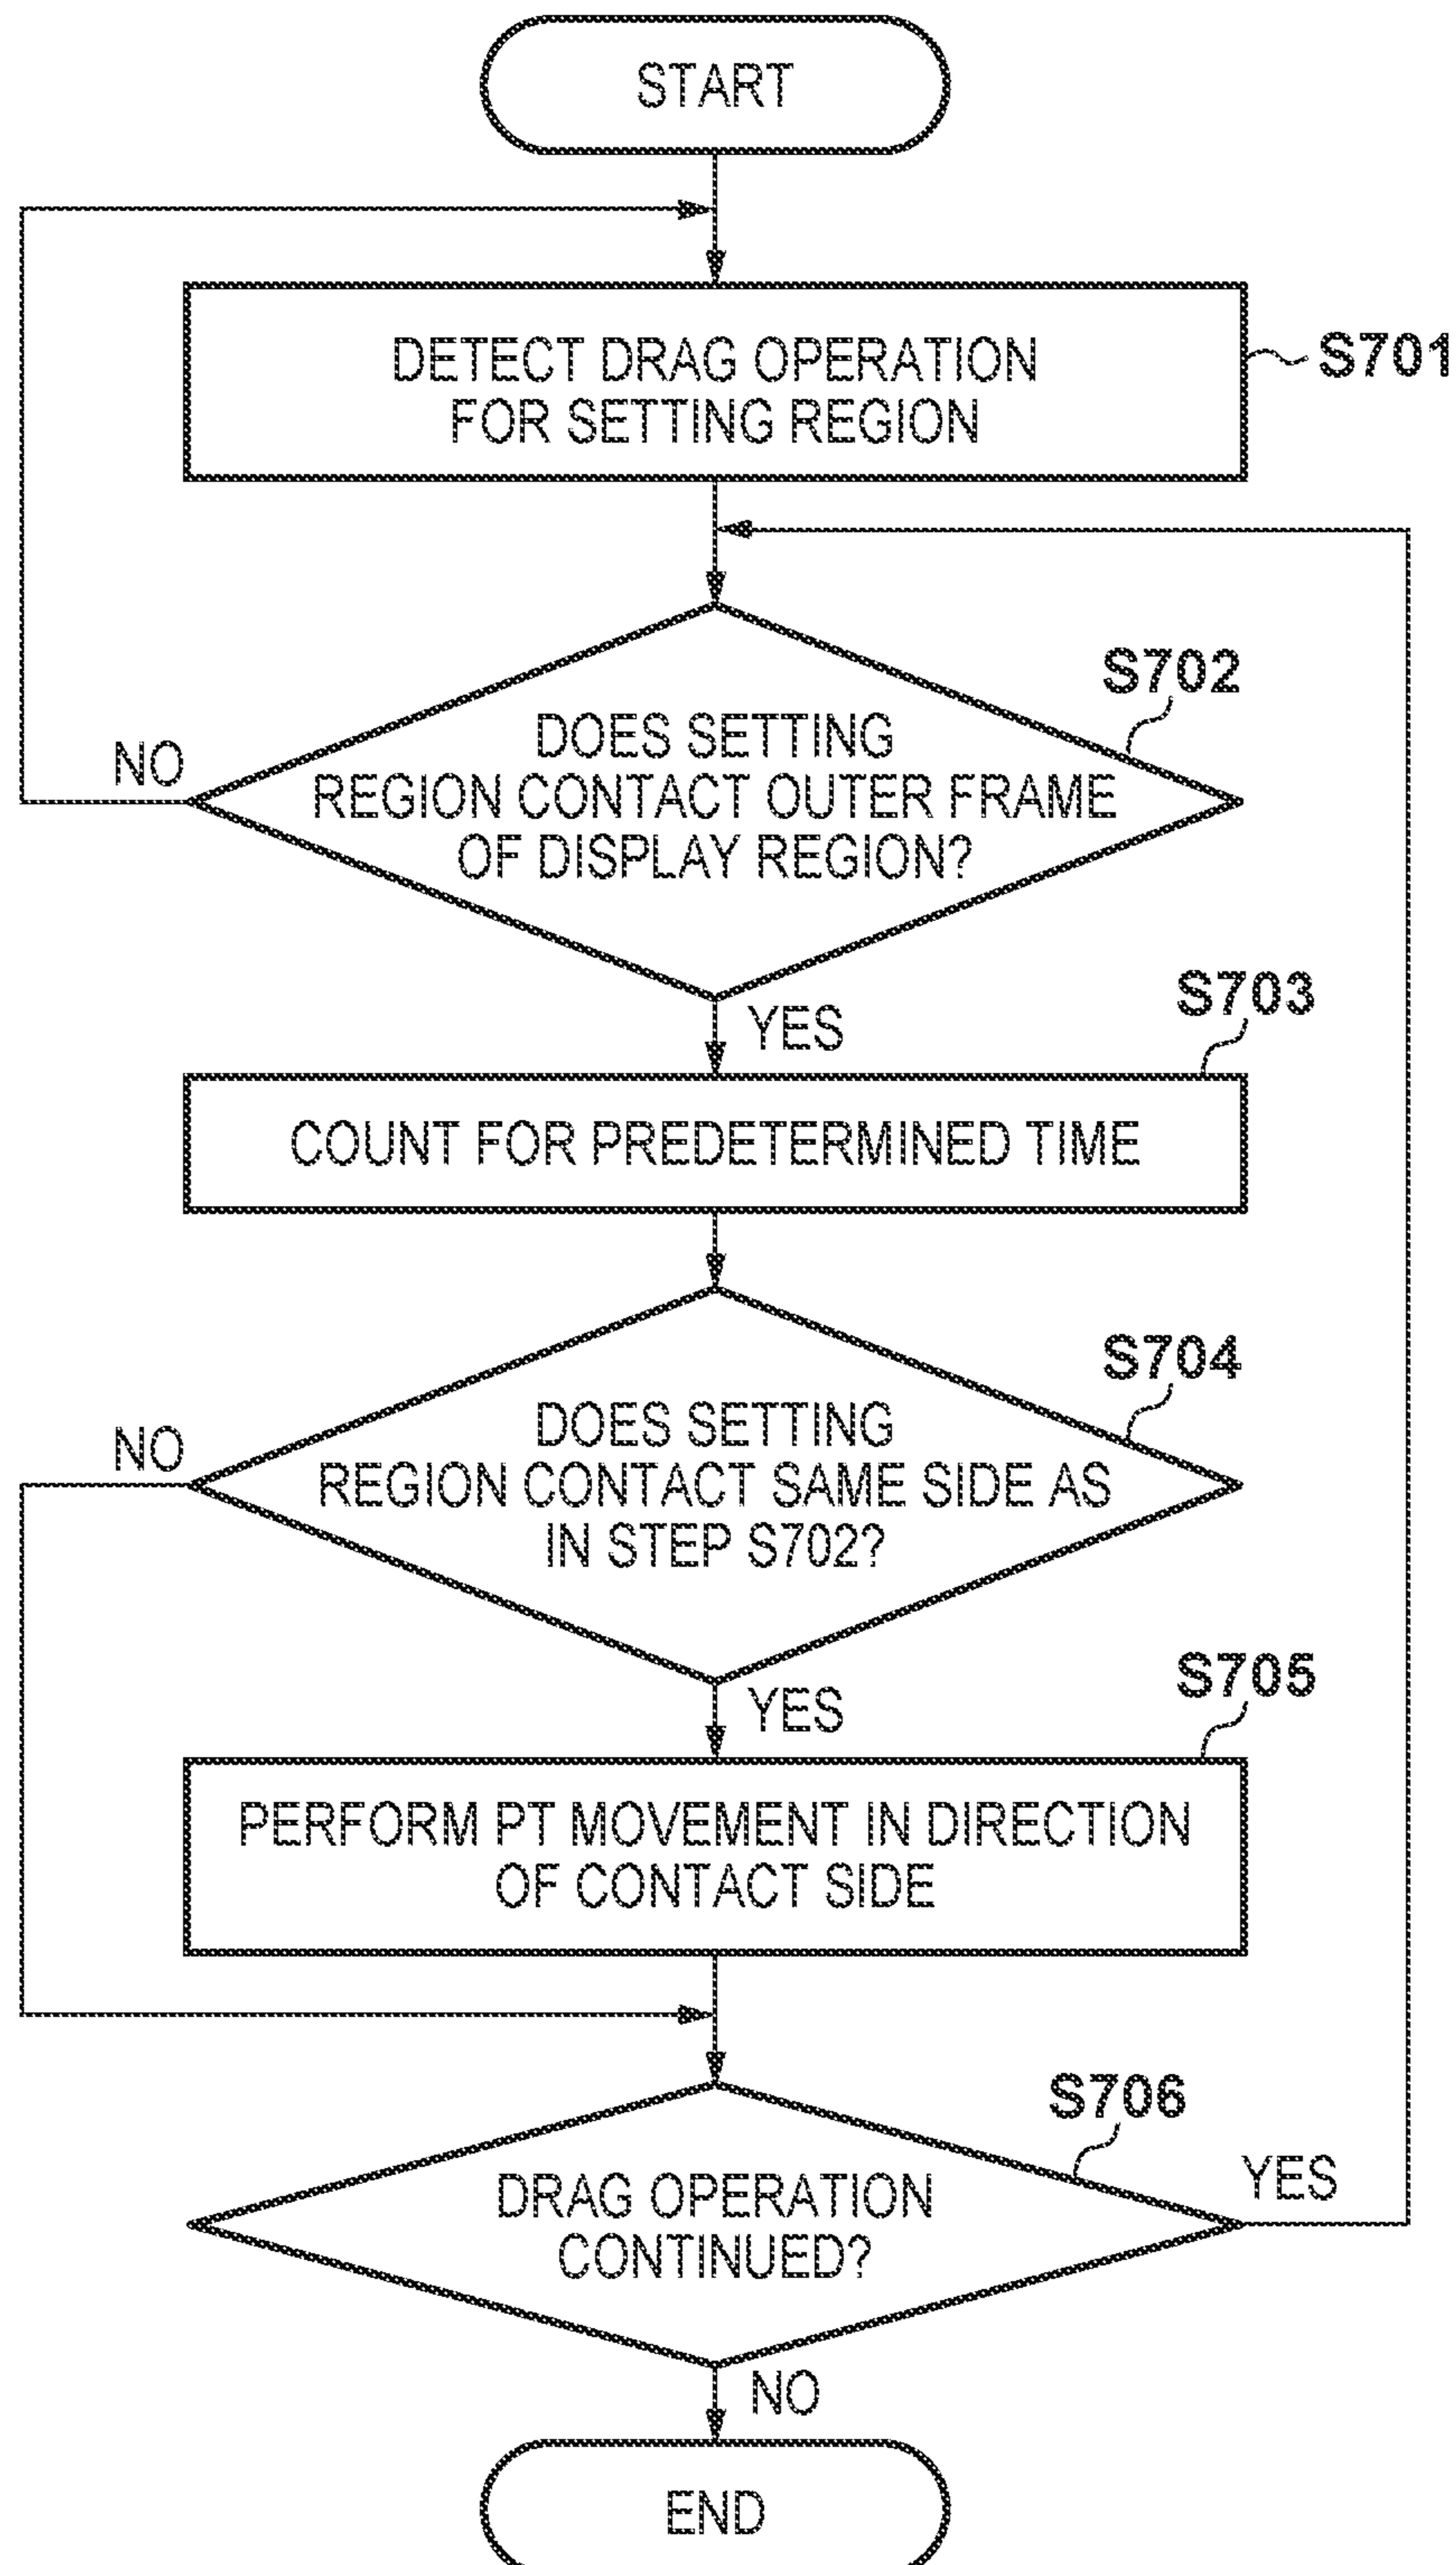 START
DETECT DRAG OPERATION
FOR SETTING REGION
S701
S702
DOES SETTING
REGION CONTACT OUTER FRAME
OF DISPLAY REGION?
NO
YES
S703
COUNT FOR PREDETERMINED TIME
S704
DOES SETTING
REGION CONTACT SAME SIDE AS
IN STEP S702?
NO
YES
S705
PERFORM PT MOVEMENT IN DIRECTION
OF CONTACT SIDE
S706
DRAG OPERATION
CONTINUED?
YES
NO
END